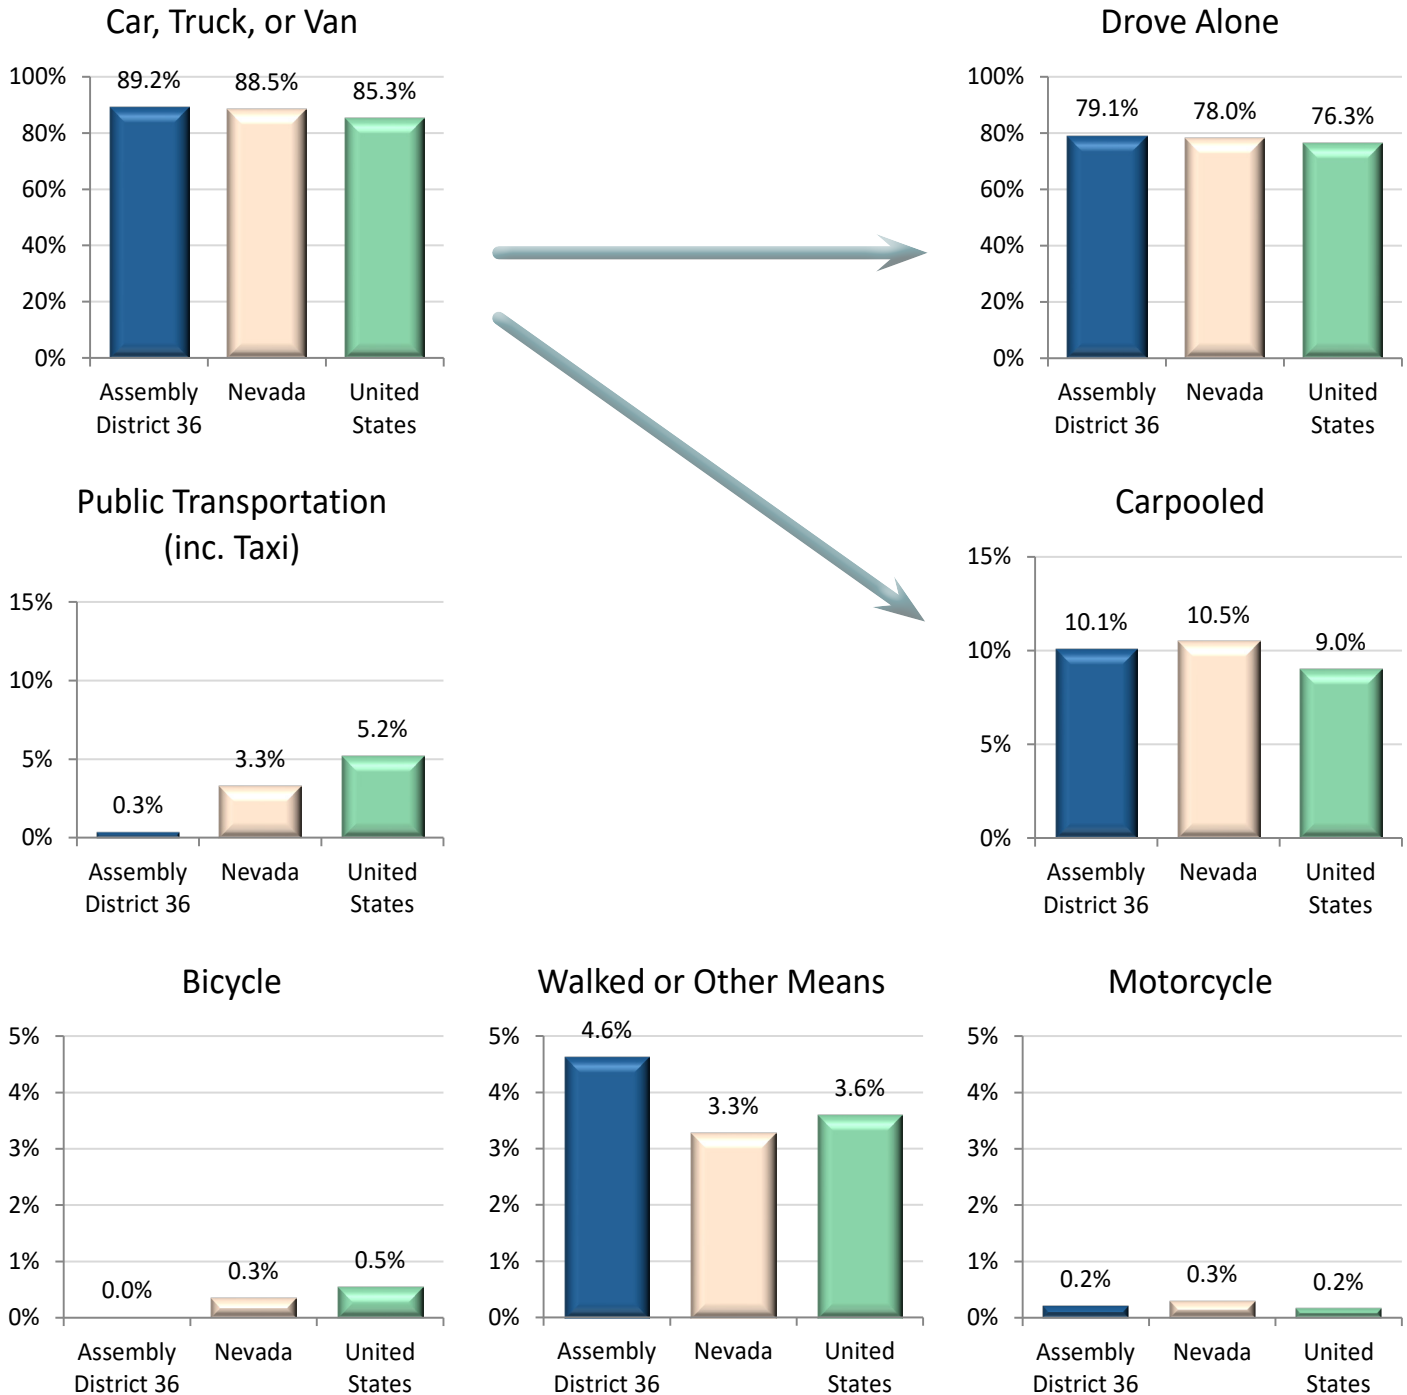 Car, Truck, or Van
100%
80%
60%
40%
20%
0%
89.2%
88.5%
85.3%
Assembly
District 36
Nevada
United
States
Drove Alone
100%
80%
60%
40%
20%
0%
79.1%
78.0%
76.3%
Assembly
District 36
Nevada
United
States
Public Transportation
(inc. Taxi)
15%
10%
5%
0%
0.3%
3.3%
5.2%
Assembly
District 36
Nevada
United
States
Carpooled
15%
10%
5%
0%
10.1%
10.5%
9.0%
Assembly
District 36
Nevada
United
States
Bicycle
5%
4%
3%
2%
1%
0%
0.0%
0.3%
0.5%
Assembly
District 36
Nevada
United
States
Walked or Other Means
5%
4%
3%
2%
1%
0%
4.6%
3.3%
3.6%
Assembly
District 36
Nevada
United
States
Motorcycle
5%
4%
3%
2%
1%
0%
0.2%
0.3%
0.2%
Assembly
District 36
Nevada
United
States